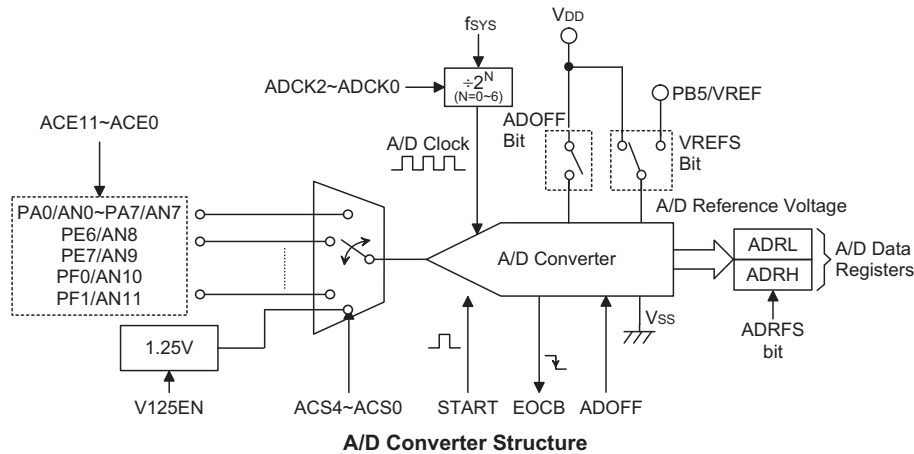 fSYS
VDD
ADCK2~ADCK0
÷2^N
(N=0~6)
PB5/VREF
ADOFF
Bit
VREFS
Bit
ACE11~ACE0
A/D Clock
PA0/AN0~PA7/AN7
PE6/AN8
PE7/AN9
PF0/AN10
PF1/AN11
A/D Reference Voltage
A/D Converter
ADRL
ADRH
A/D Data
Registers
VSS
ADRFS
bit
1.25V
V125EN
ACS4~ACS0
START
EOCB
ADOFF
A/D Converter Structure